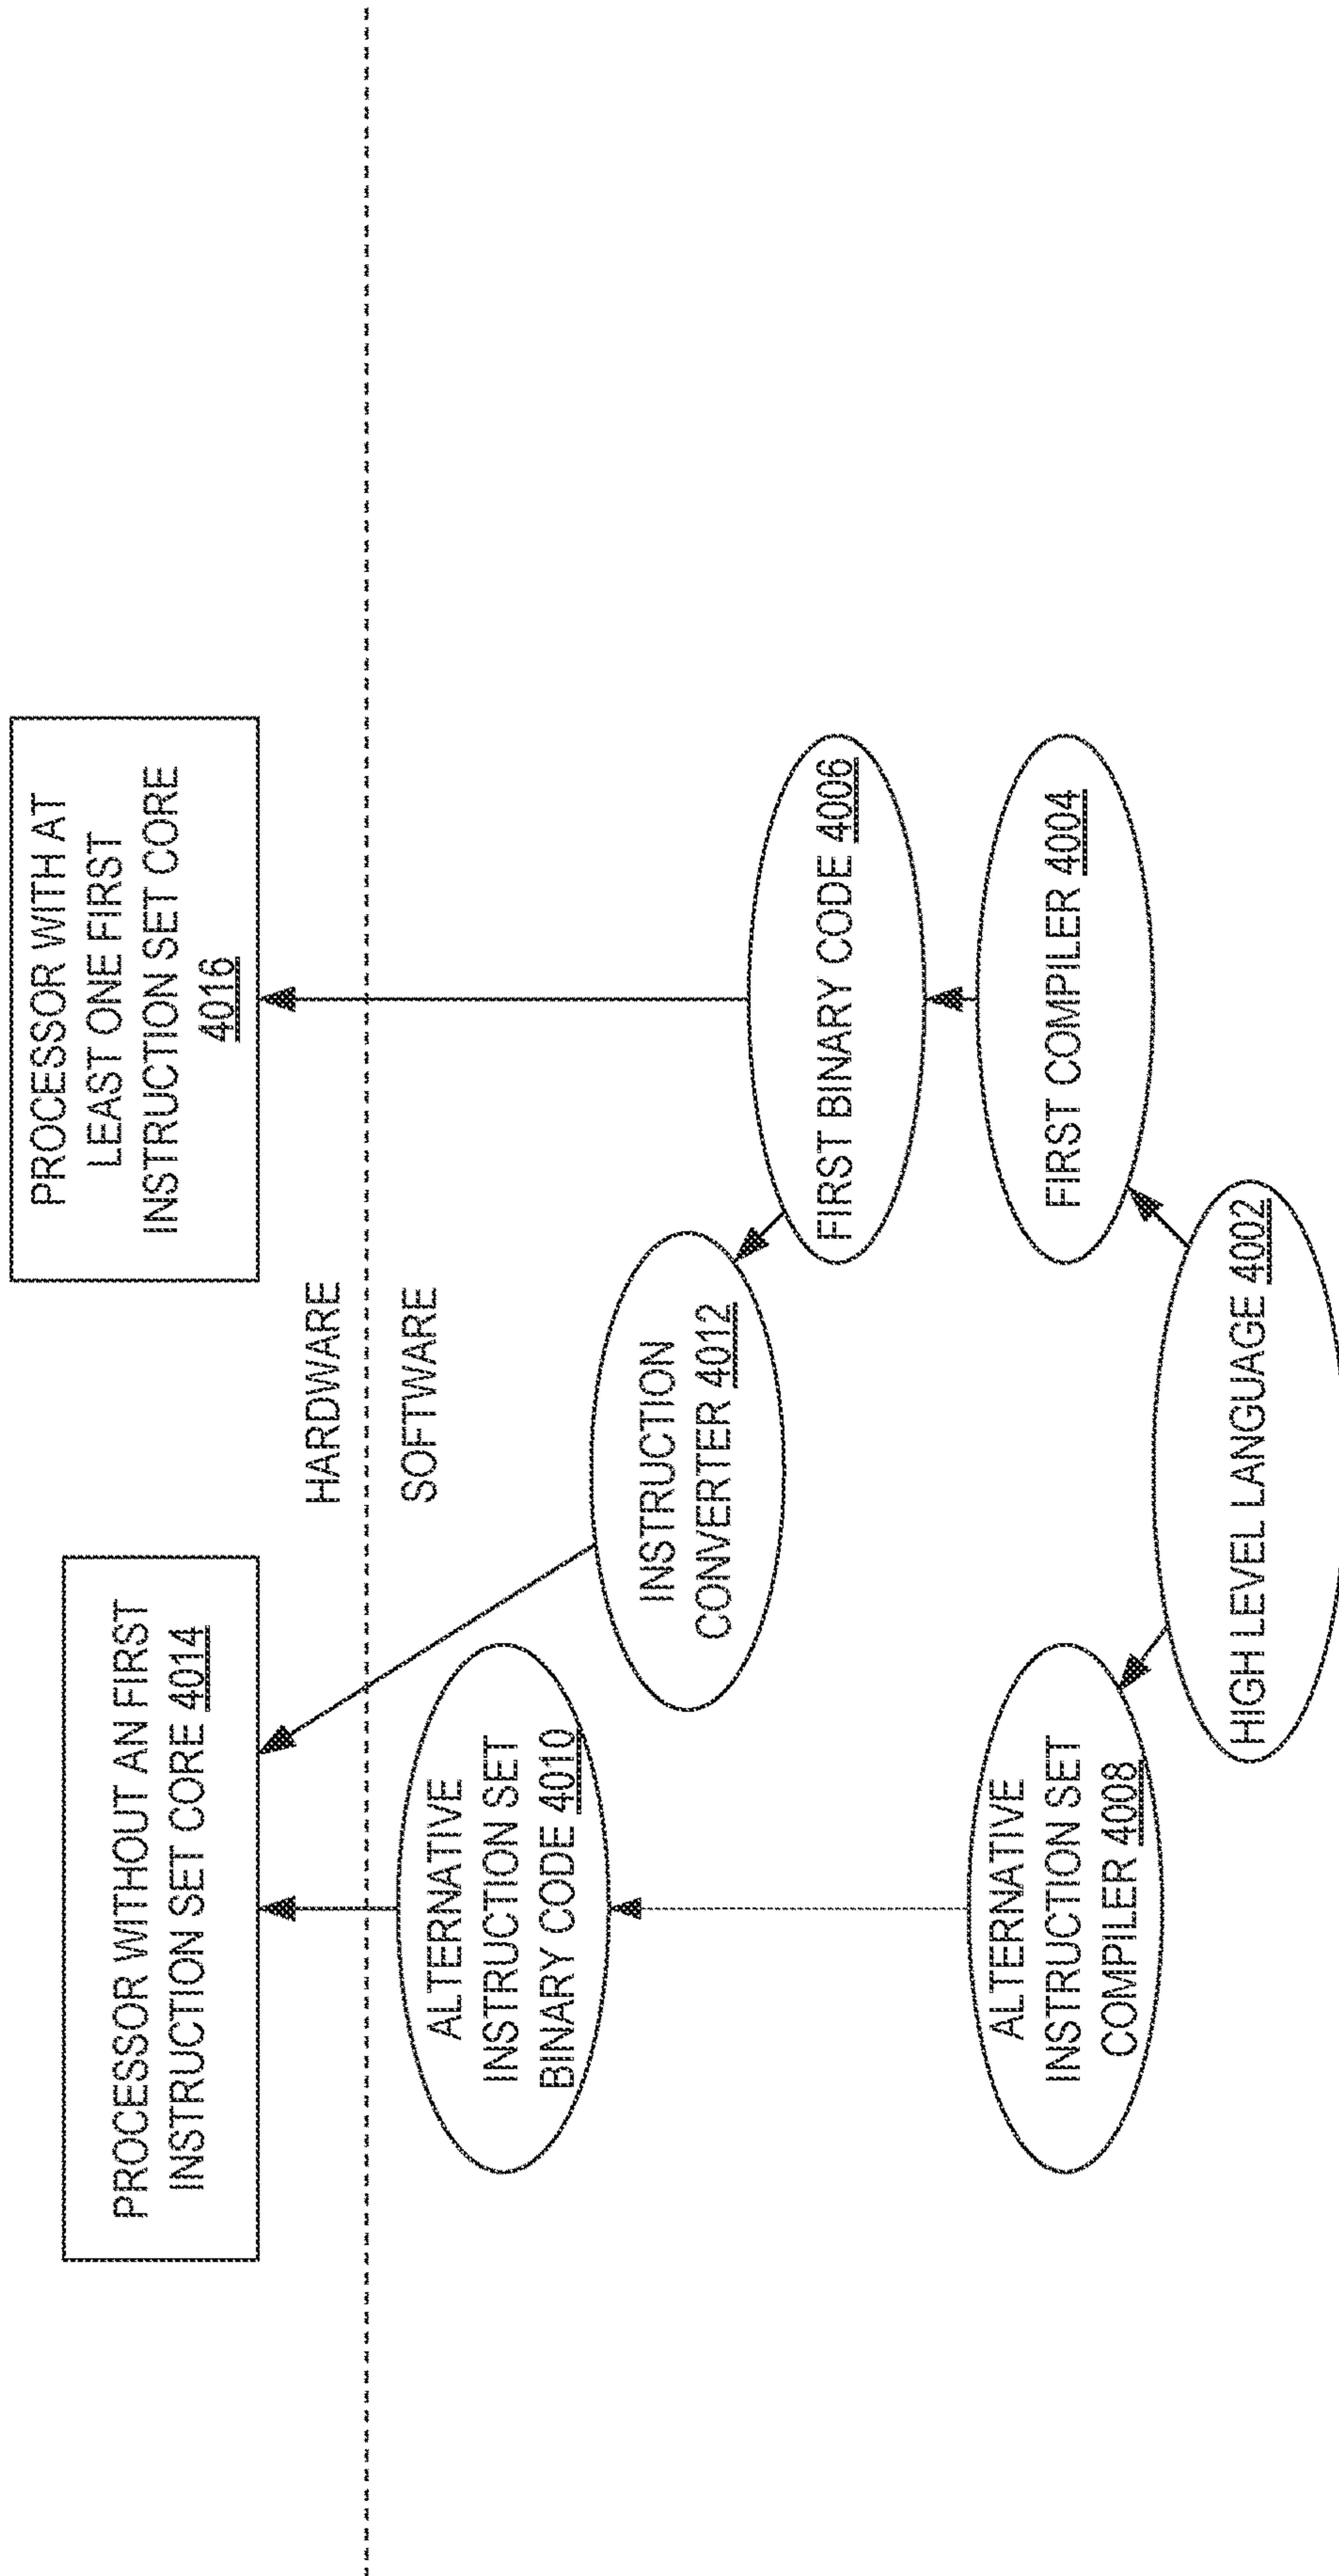 PROCESSOR WITHOUT AN FIRST
INSTRUCTION SET CORE 4014
PROCESSOR WITH AT
LEAST ONE FIRST
INSTRUCTION SET CORE
4016
HARDWARE
SOFTWARE
ALTERNATIVE
INSTRUCTION SET
BINARY CODE 4010
INSTRUCTION
CONVERTER 4012
FIRST BINARY CODE 4006
ALTERNATIVE
INSTRUCTION SET
COMPILER 4008
FIRST COMPILER 4004
HIGH LEVEL LANGUAGE 4002